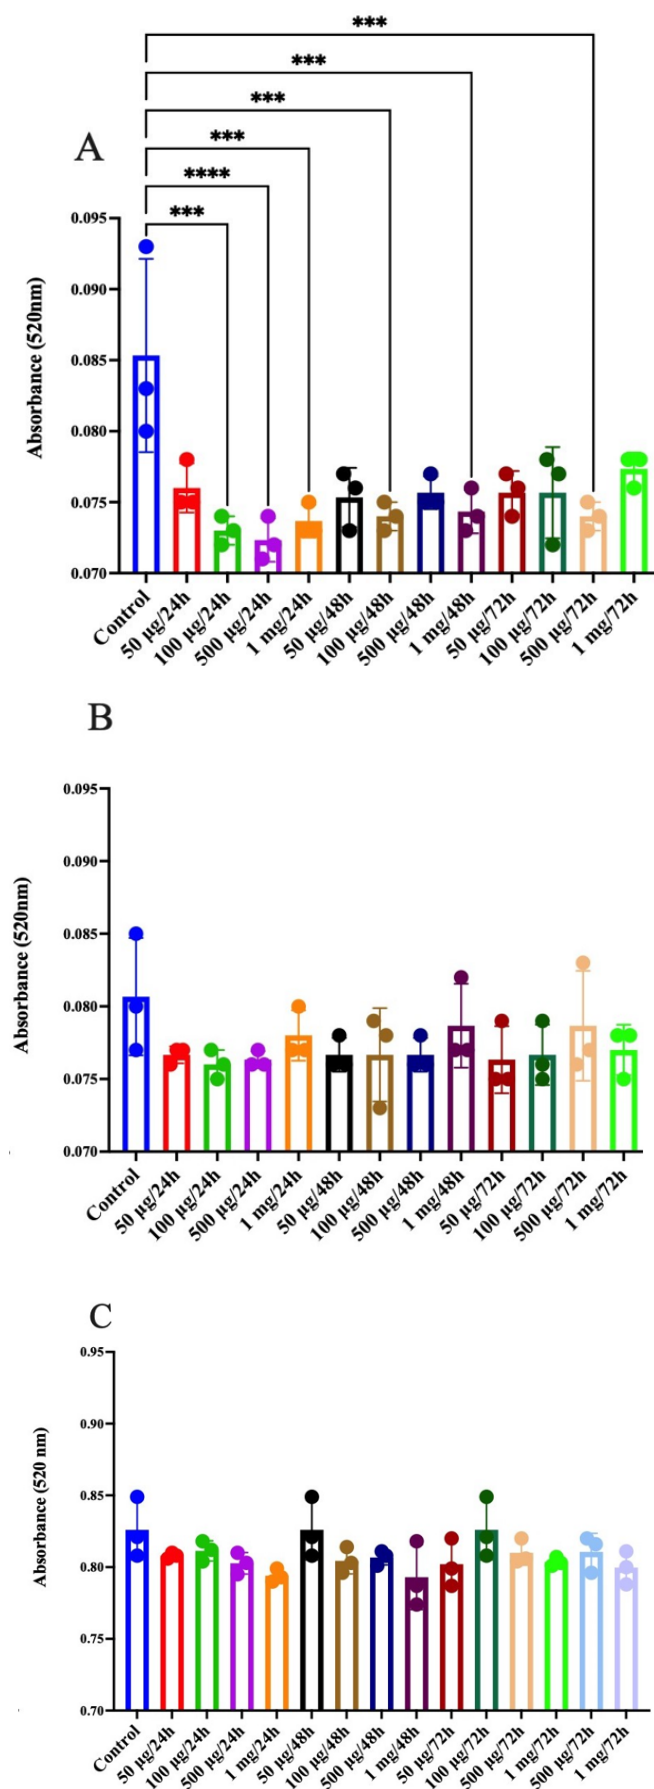 ***
***
***
A
***
****
***
0.095
0.090
0.085
0.080
0.075
0.070
Absorbance (520nm)
Control
50 µg/24h
100 µg/24h
500 µg/24h
1 mg/24h
50 µg/48h
100 µg/48h
500 µg/48h
1 mg/48h
50 µg/72h
100 µg/72h
500 µg/72h
1 mg/72h
B
0.095
0.090
0.085
0.080
0.075
0.070
Absorbance (520nm)
Control
50 µg/24h
100 µg/24h
500 µg/24h
1 mg/24h
50 µg/48h
100 µg/48h
500 µg/48h
1 mg/48h
50 µg/72h
100 µg/72h
500 µg/72h
1 mg/72h
C
0.95
0.90
0.85
0.80
0.75
0.70
Absorbance (520 nm)
Control
50 µg/24h
100 µg/24h
500 µg/24h
1 mg/24h
50 µg/48h
100 µg/48h
500 µg/48h
1 mg/48h
50 µg/72h
100 µg/72h
500 µg/72h
1 mg/72h
500 µg/72h
1 mg/72h